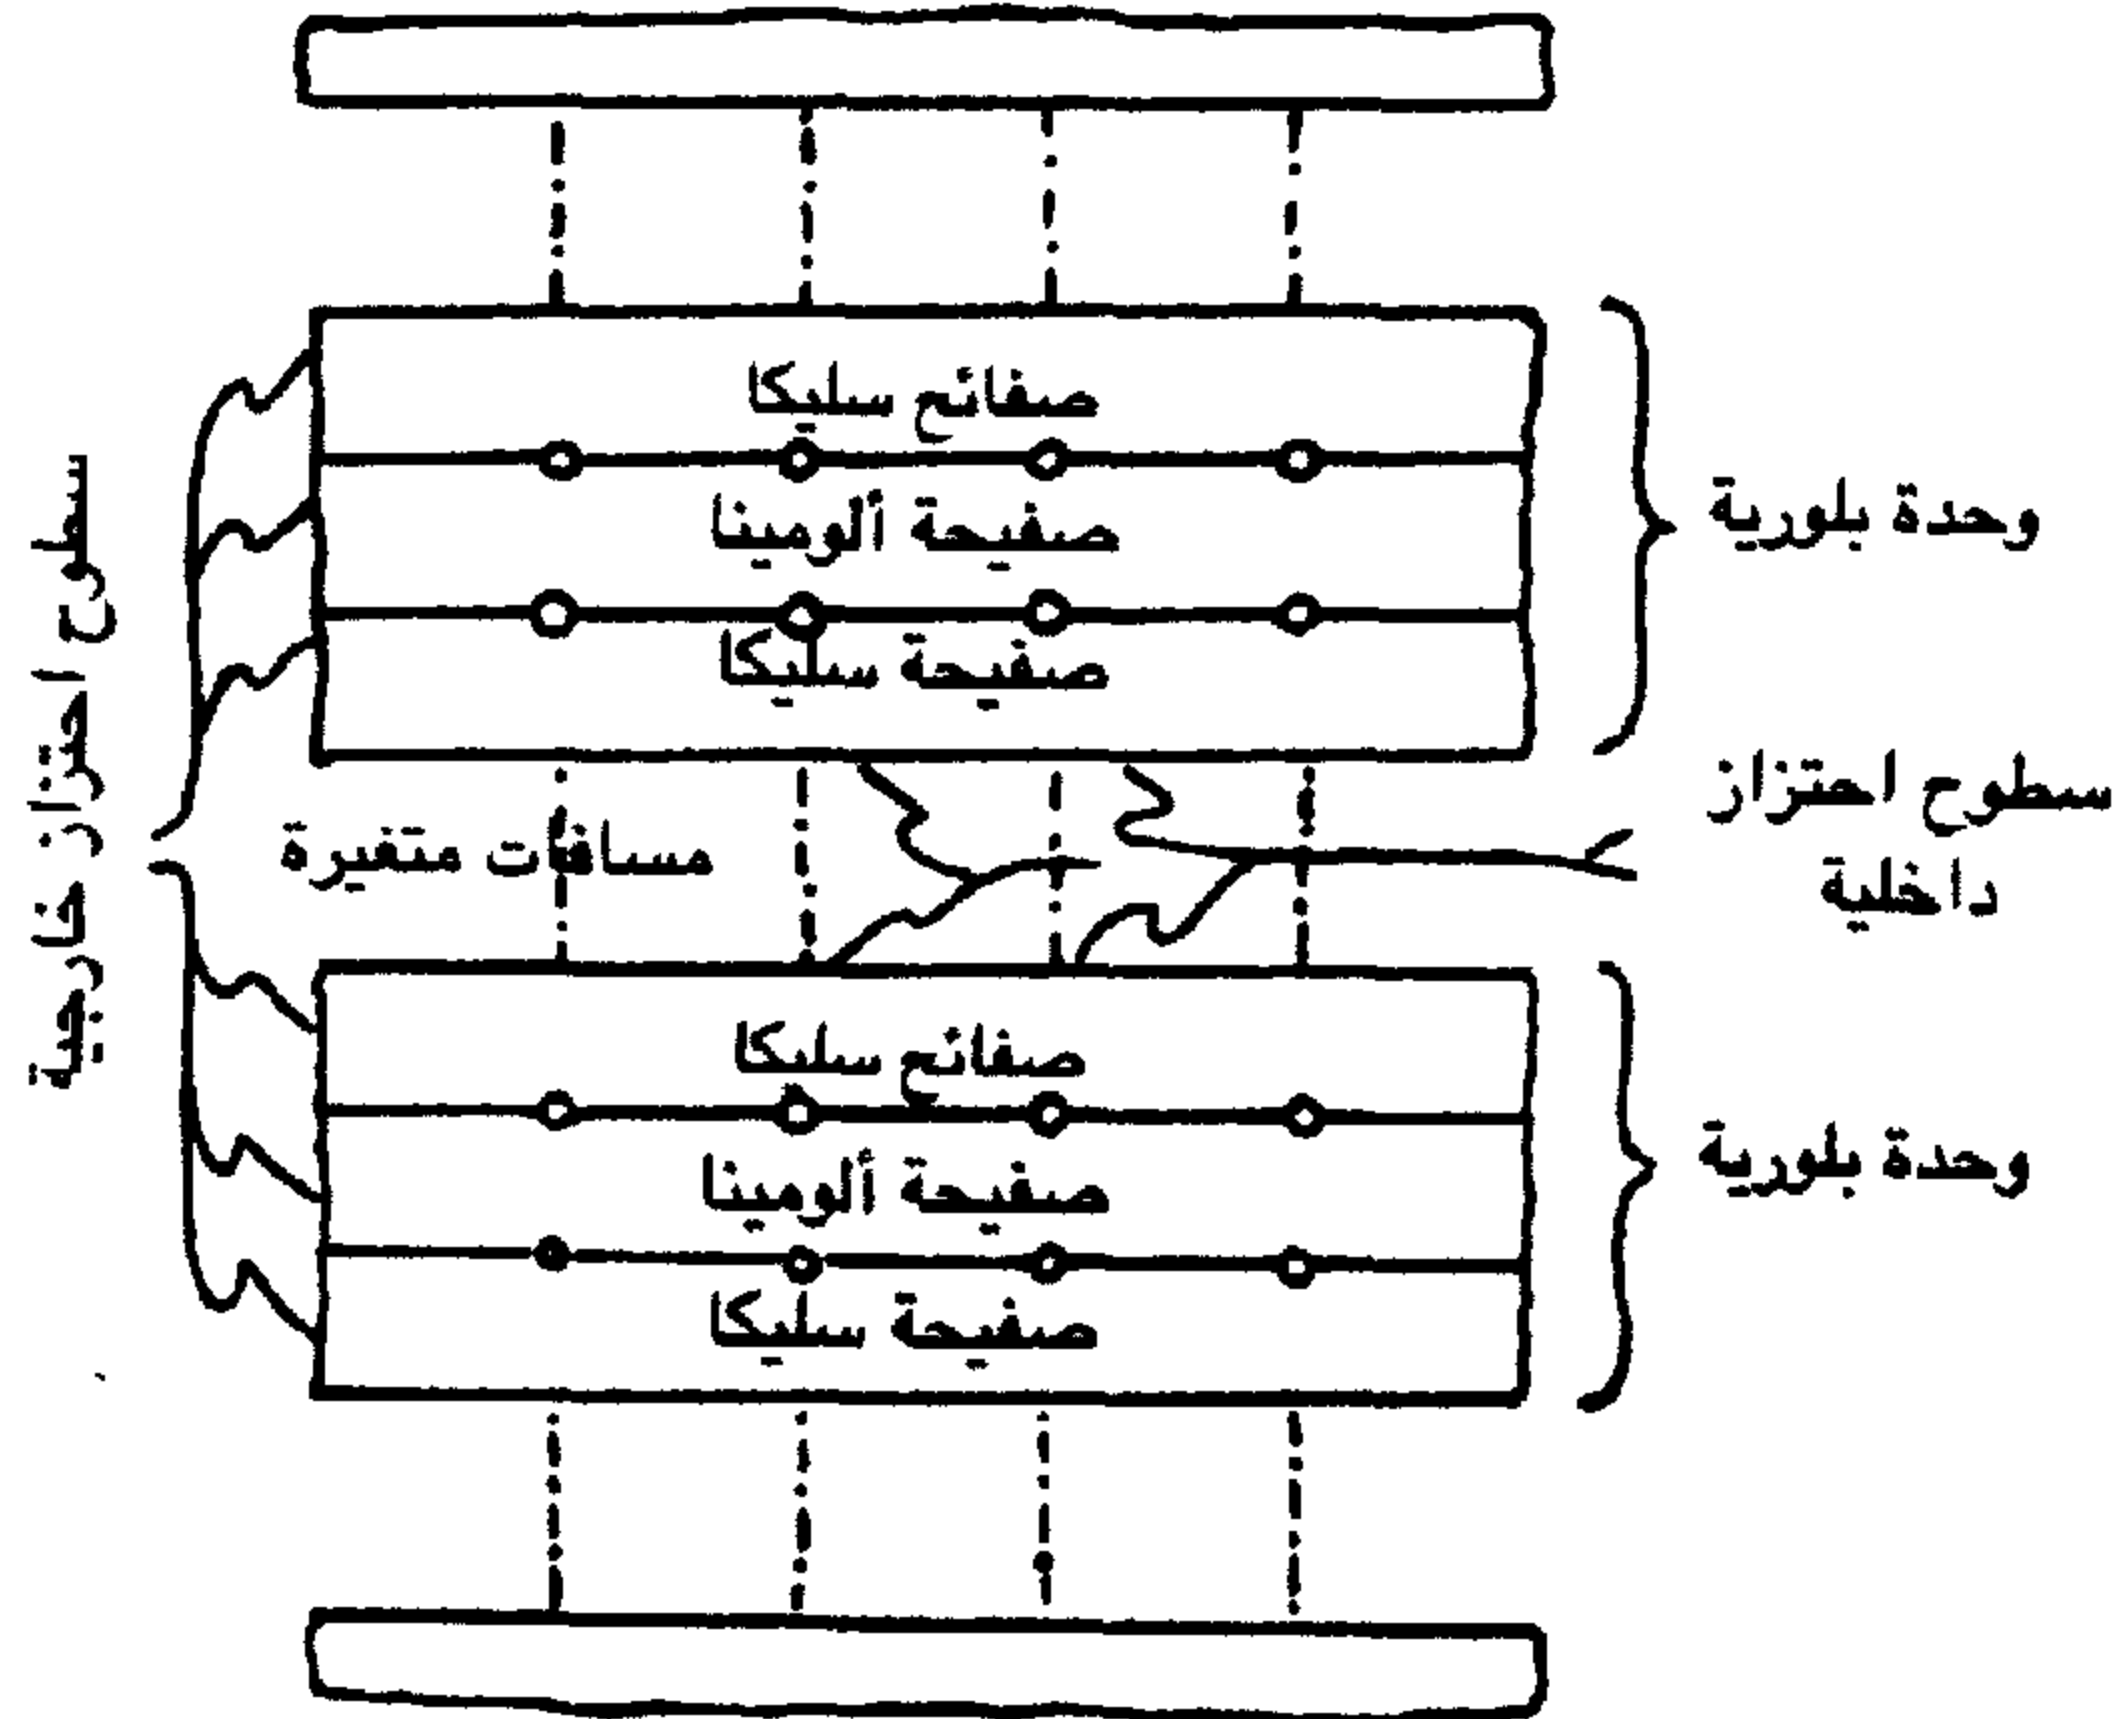 صفائح سليكا
صفيحة ألومينا
صفيحة سليكا
وحدة بلورية
سطوح احتزاز
داخلية
مسافات متغيرة
سطوح احتزاز خارجية
صفائح سليكا
صفيحة ألومينا
صفيحة سليكا
وحدة بلورية